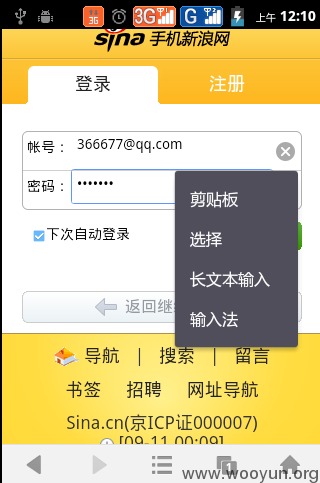 3G 3G G 上午 12:10
sina 手机新浪网
登录 注册
帐号： 366677@qq.com
密码： •••••••
剪贴板
下次自动登录
选择
长文本输入
返回继
输入法
导航 | 搜索 | 留言
书签 招聘 网址导航
Sina.cn(京ICP证000007)
[09-11 00:09]
1
www.wooyun.org